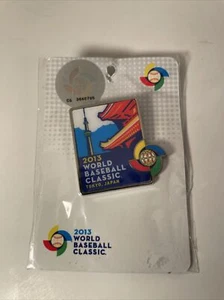 2013
WORLD
BASEBALL
CLASSIC
TOKYO, JAPAN
2013
WORLD
BASEBALL
CLASSIC